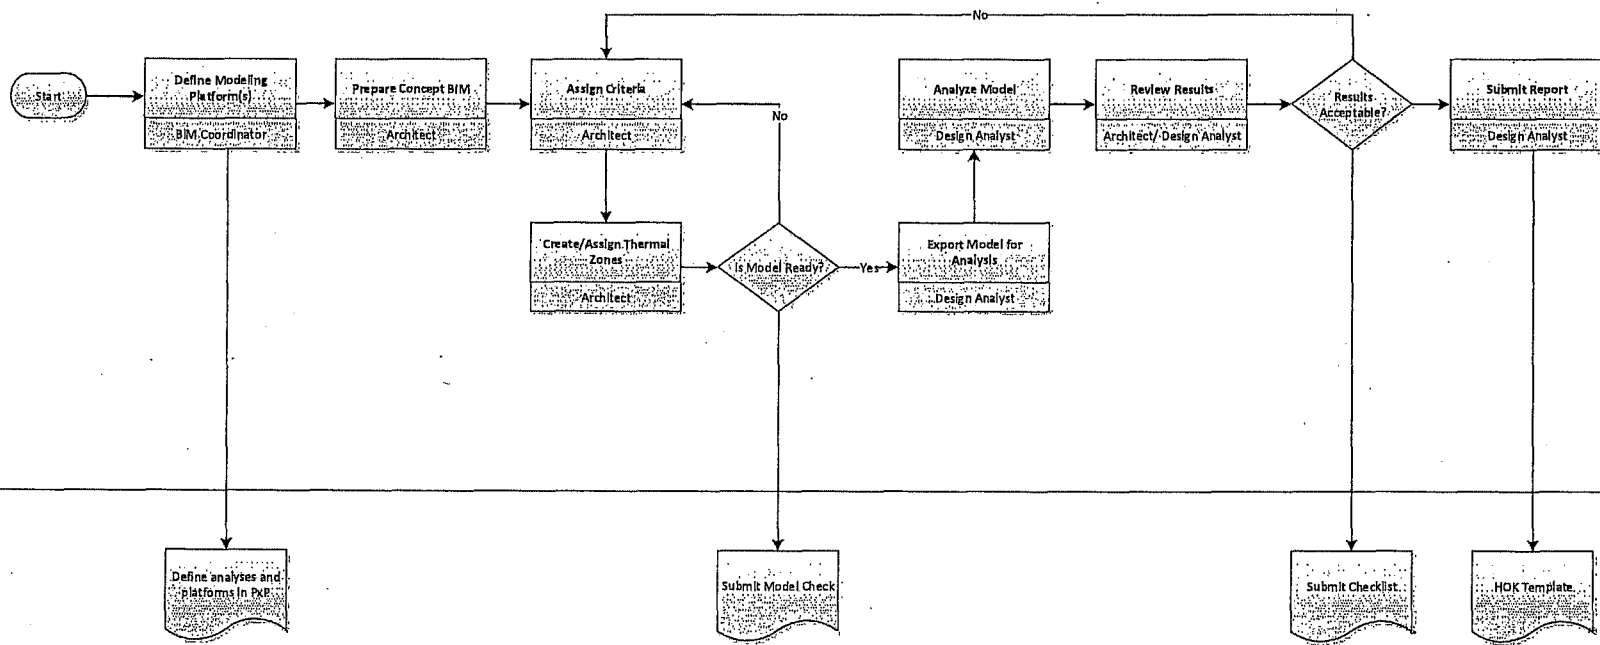 No
Start
Define Modeling
Platform(s)
BIM Coordinator
Prepare Concept BIM
Architect
Assign Criteria
Architect
No
Analyze Model
Design Analyst
Review Results
Architect/ Design Analyst
Results
Acceptable?
Submit Report
Design Analyst
Create/Assign Thermal
Zones
Architect
Is Model Ready?
Yes
Export Model for
Analysis
Design Analyst
Define analyses and
platforms in PxP
Submit Model Check
Submit Checklist
HOK Template